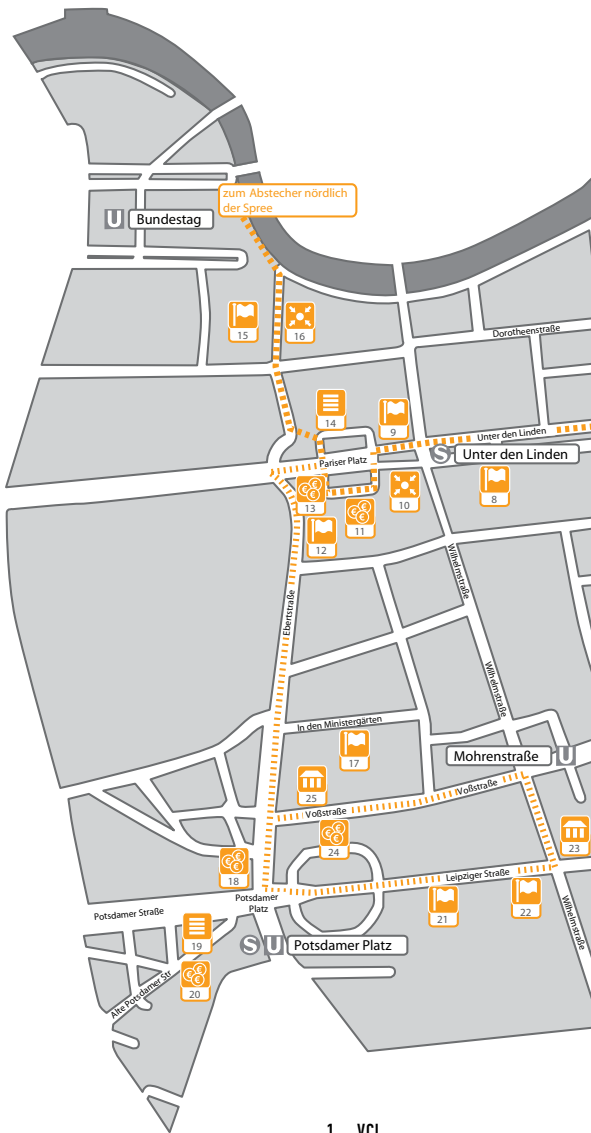 zum Abstecher nördlich
der Spree
U Bundestag
15
16
Dorotheenstraße
14
9
Unter den Linden
Pariser Platz
S Unter den Linden
13
11
10
8
12
Wilhelmstraße
Ebertstraße
Wilhelmstraße
In den Ministergärten
17
Mohrenstraße U
25
Voßstraße
Voßstraße
24
23
18
Leipziger Straße
Potsdamer
Platz
21
22
Wilhelmstraße
Potsdamer Straße
19
S U Potsdamer Platz
20
Alte Potsdamer Str
1 VCI